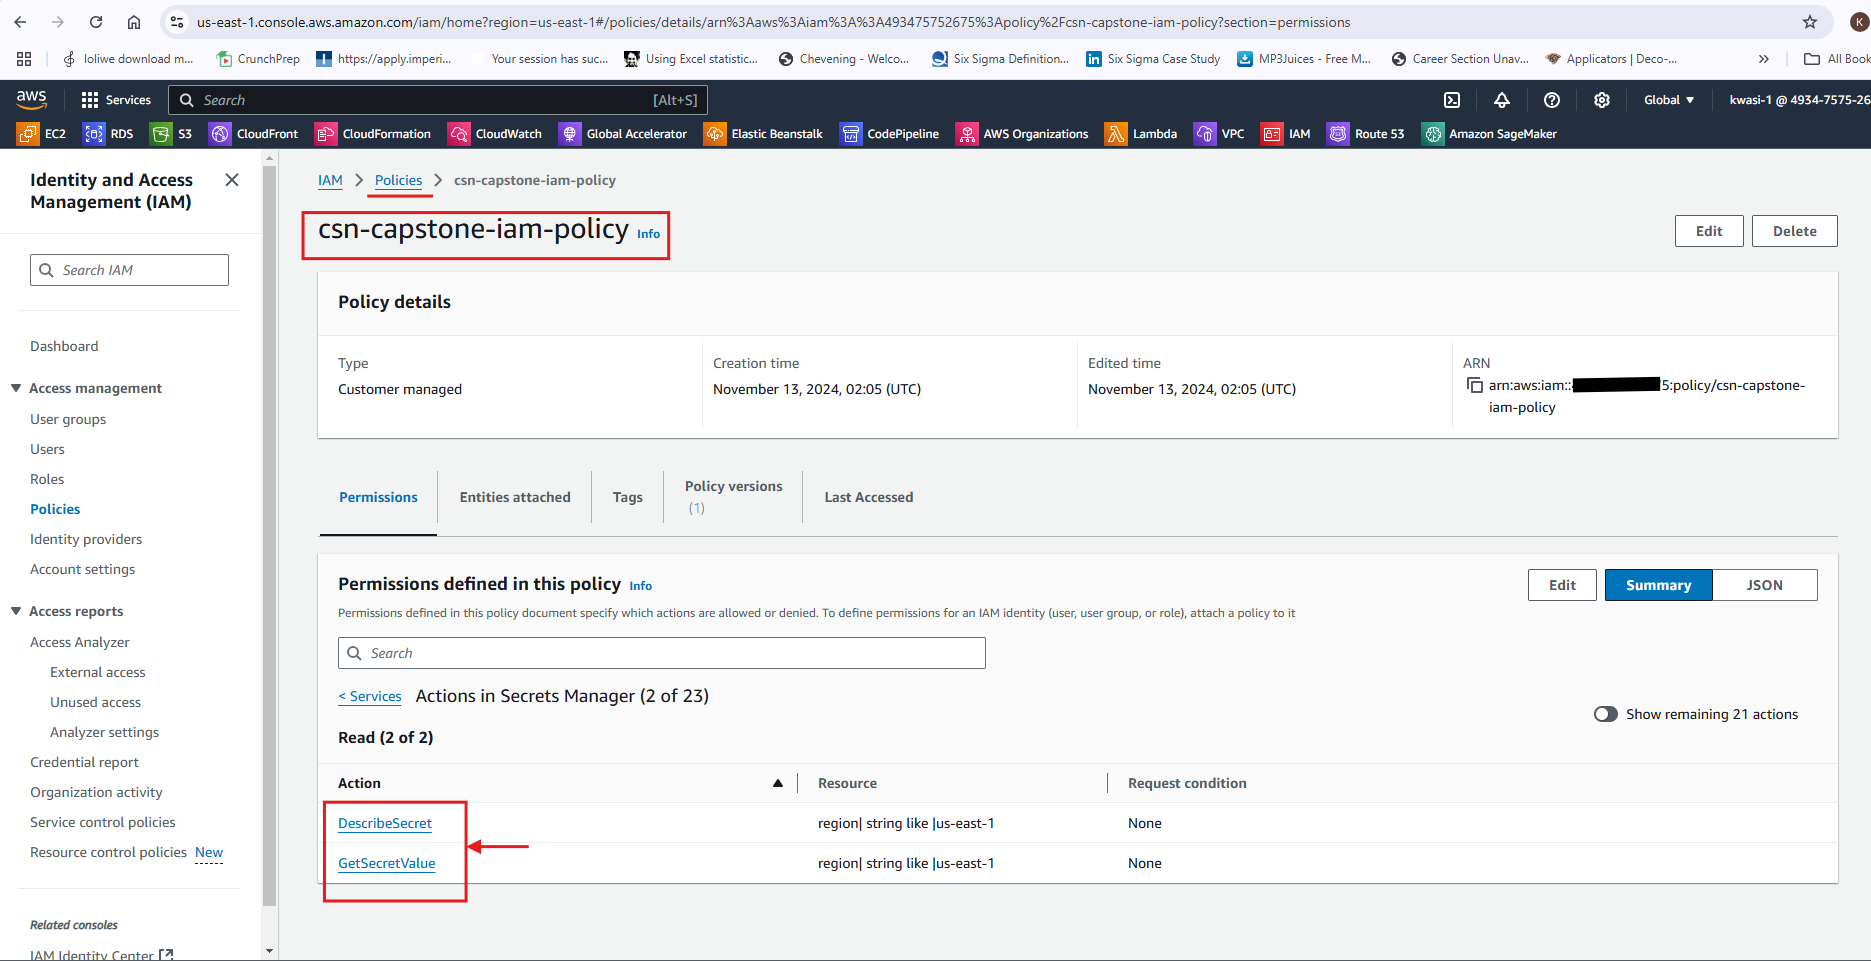 us-east-1.console.aws.amazon.com/iam/home?region=us-east-1#/policies/details/arn%3Aaws%3Aiam%3A%3A493475752675%3Apolicy%2Fcsn-capstone-iam-policy?section=permissions
K
loliwe download m...
CrunchPrep
https://apply.imperi...
Your session has suc...
Using Excel statistic...
Chevening - Welco...
Six Sigma Definition...
Six Sigma Case Study
MP3Juices - Free M...
Career Section Unav...
Applicators | Deco-...
»
All Book
aws
Services
Search
[Alt+S]
Global
kwasi-1 @ 4934-7575-26
EC2
RDS
S3
CloudFront
CloudFormation
CloudWatch
Global Accelerator
Elastic Beanstalk
CodePipeline
AWS Organizations
Lambda
VPC
IAM
Route 53
Amazon SageMaker
Identity and Access
Management (IAM)
Search IAM
Dashboard
Access management
User groups
Users
Roles
Policies
Identity providers
Account settings
Access reports
Access Analyzer
External access
Unused access
Analyzer settings
Credential report
Organization activity
Service control policies
Resource control policies New
Related consoles
IAM Identity Center
IAM > Policies > csn-capstone-iam-policy
csn-capstone-iam-policy Info
Edit
Delete
Policy details
Type
Customer managed
Creation time
November 13, 2024, 02:05 (UTC)
Edited time
November 13, 2024, 02:05 (UTC)
ARN
arn:aws:iam:: 5:policy/csn-capstone-
iam-policy
Permissions
Entities attached
Tags
Policy versions
(1)
Last Accessed
Permissions defined in this policy Info
Edit
Summary
JSON
Permissions defined in this policy document specify which actions are allowed or denied. To define permissions for an IAM identity (user, user group, or role), attach a policy to it
Search
< Services Actions in Secrets Manager (2 of 23)
Show remaining 21 actions
Read (2 of 2)
Action Resource Request condition
DescribeSecret region| string like |us-east-1 None
GetSecretValue region| string like |us-east-1 None